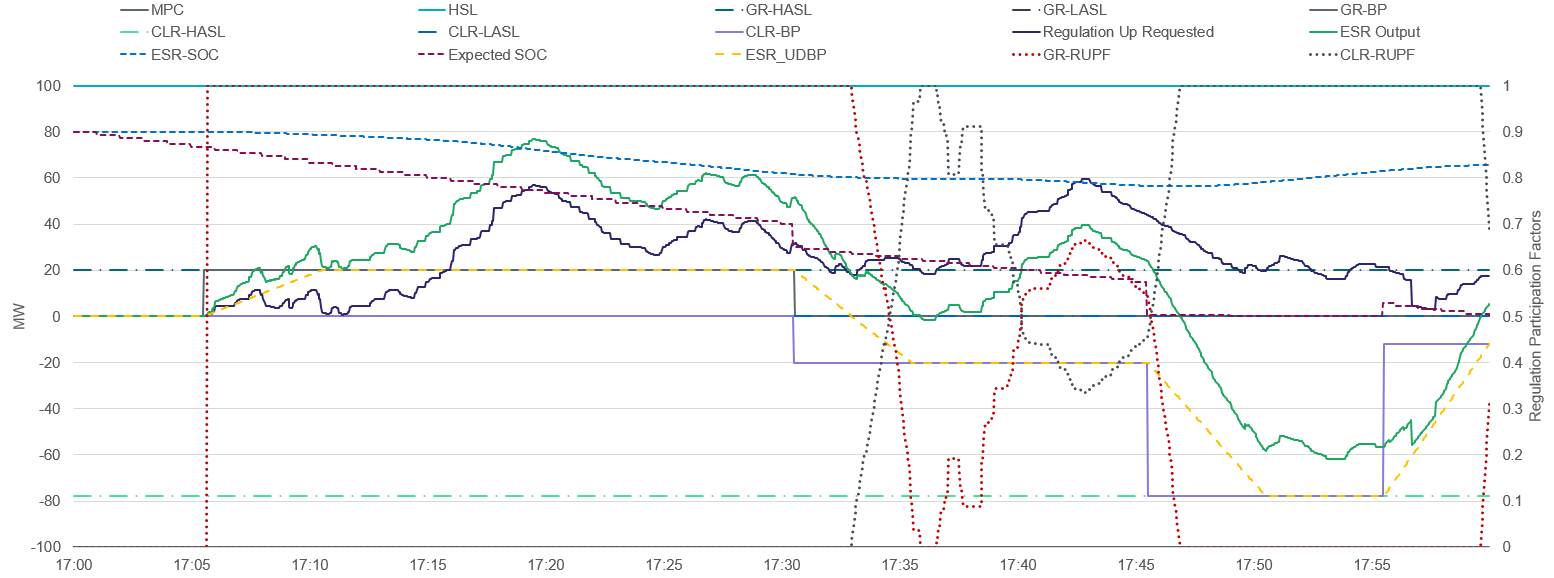 MPC HSL GR-HASL GR-LASL GR-BP
CLR-HASL CLR-LASL CLR-BP Regulation Up Requested ESR Output
ESR-SOC Expected SOC ESR_UDBP GR-RUPF CLR-RUPF
100 1
80 0.9
60 0.8
40 0.7
20 0.6
0 0.5
-20 0.4
-40 0.3
-60 0.2
-80 0.1
-100 0
MW
Regulation Participation Factors
17:00 17:05 17:10 17:15 17:20 17:25 17:30 17:35 17:40 17:45 17:50 17:55